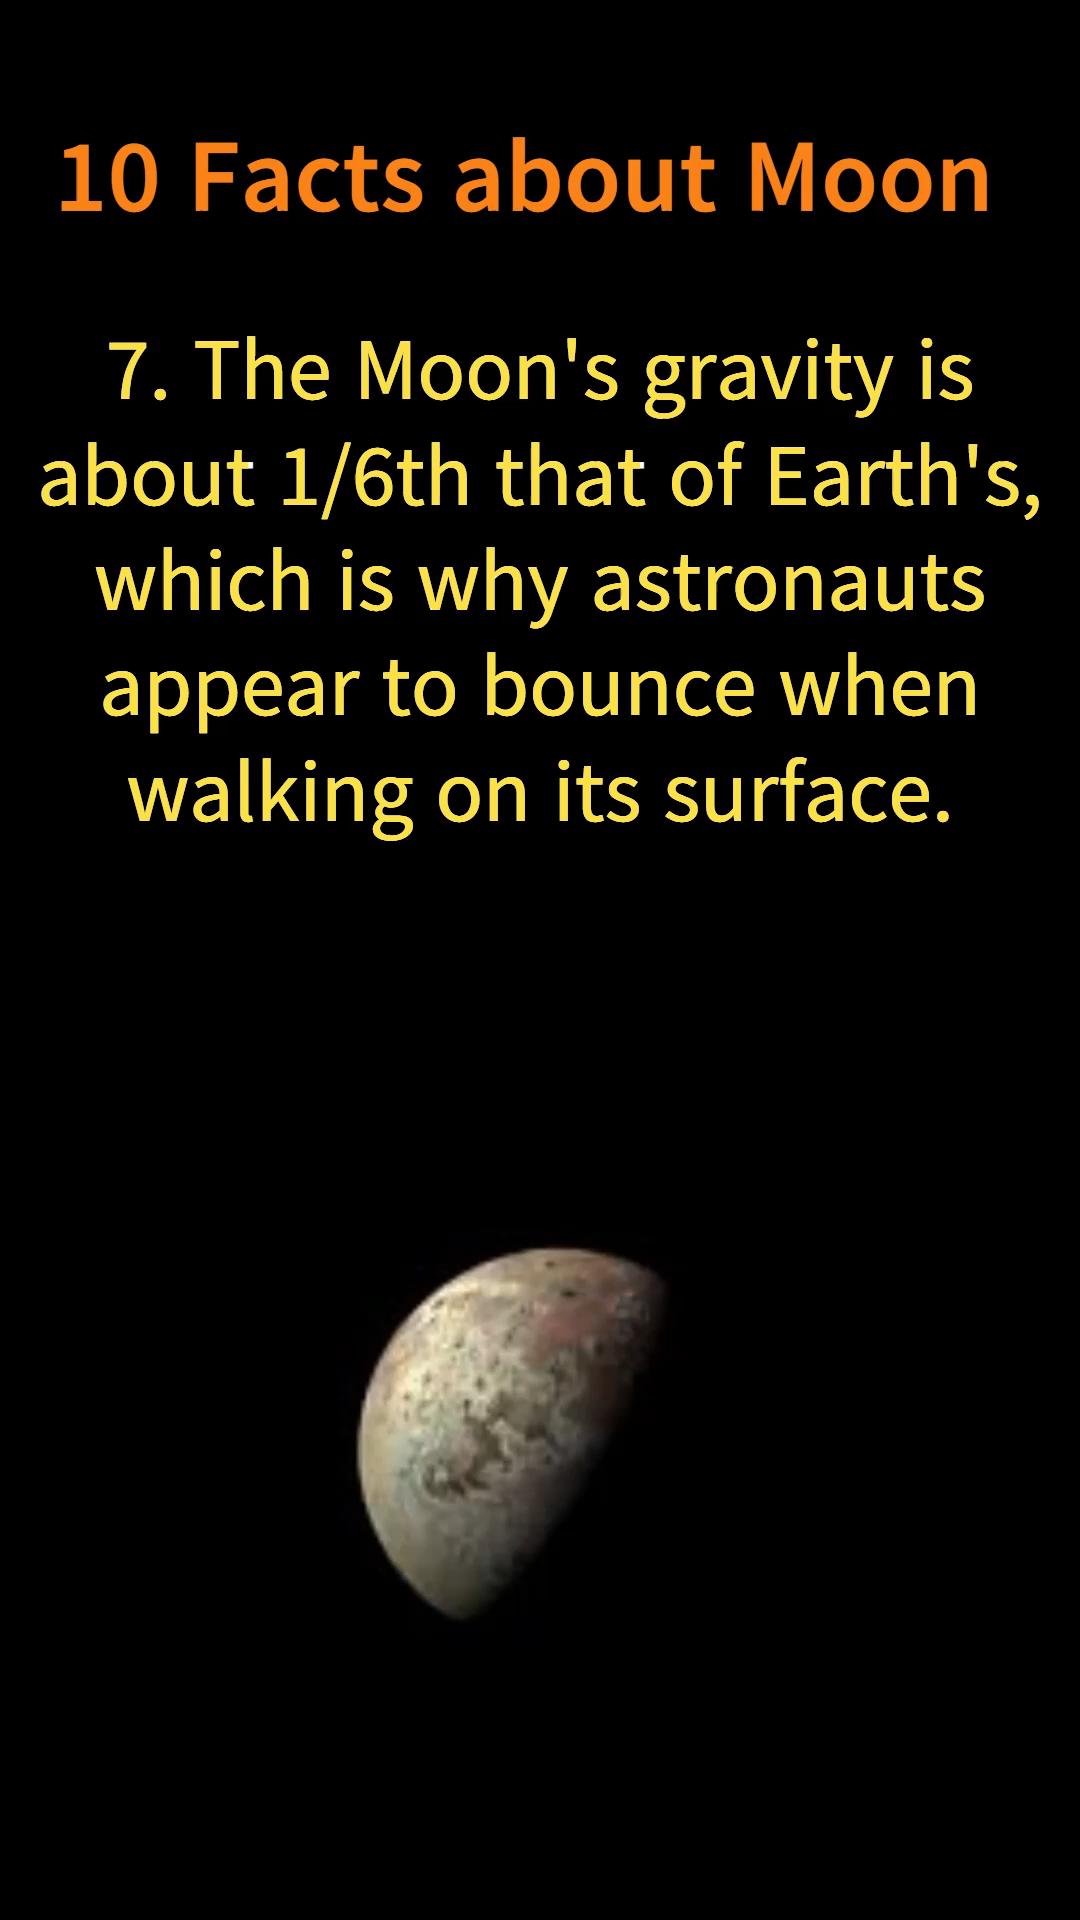 10 Facts about Moon
7. The Moon's gravity is
about 1/6th that of Earth's,
which is why astronauts
appear to bounce when
walking on its surface.